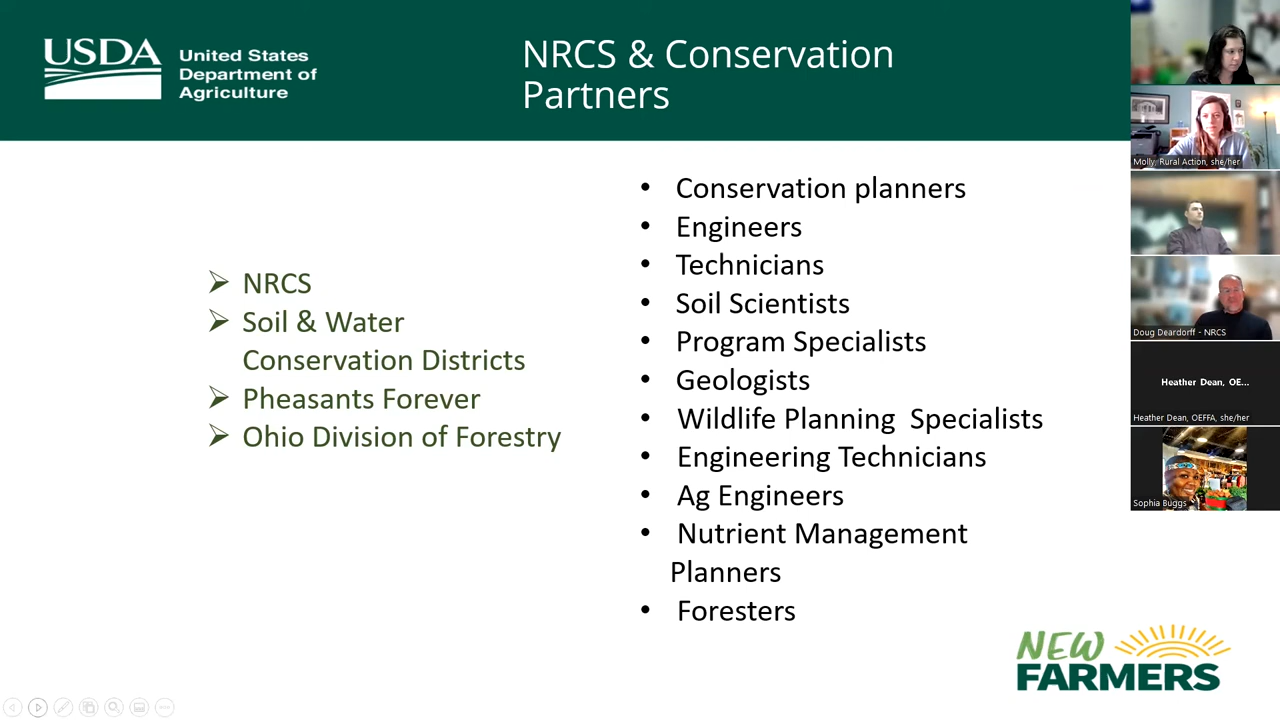 USDA
United States
Department of
Agriculture
NRCS & Conservation
Partners
NRCS
Soil & Water
Conservation Districts
Pheasants Forever
Ohio Division of Forestry
Conservation planners
Engineers
Technicians
Soil Scientists
Program Specialists
Geologists
Wildlife Planning Specialists
Engineering Technicians
Ag Engineers
Nutrient Management
Planners
Foresters
NEW
FARMERS
Molly, Rural Action, she/her
Doug Deardorff - NRCS
Heather Dean, OE...
Heather Dean, OEFFA, she/her
Sophia Buggs